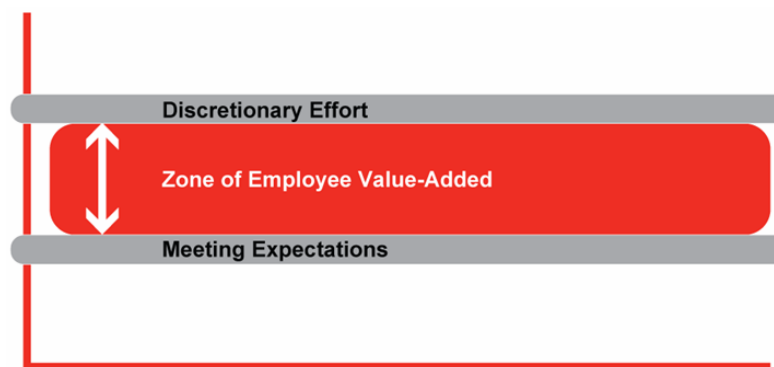 Discretionary Effort
Zone of Employee Value-Added
Meeting Expectations